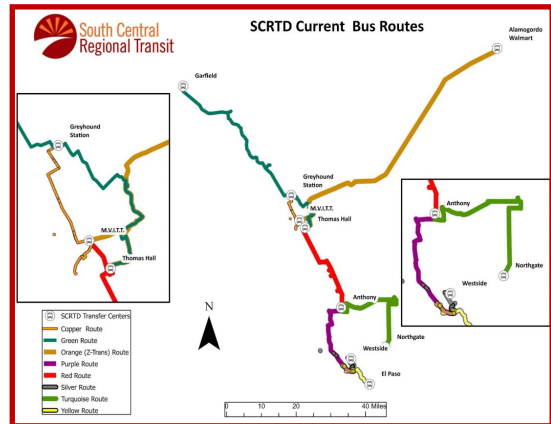 South Central
Regional Transit
SCRTD Current Bus Routes
Alamogordo
Walmart
Garfield
Greyhound
Station
M.V.I.T.T.
Thomas Hall
Greyhound
Station
M.V.I.T.T.
Thomas Hall
Anthony
Northgate
Westside
Anthony
Northgate
Westside
El Paso
N
SCRTD Transfer Centers
Copper Route
Green Route
Orange (Z-Trans) Route
Purple Route
Red Route
Silver Route
Turquoise Route
Yellow Route
0 10 20 40 Miles